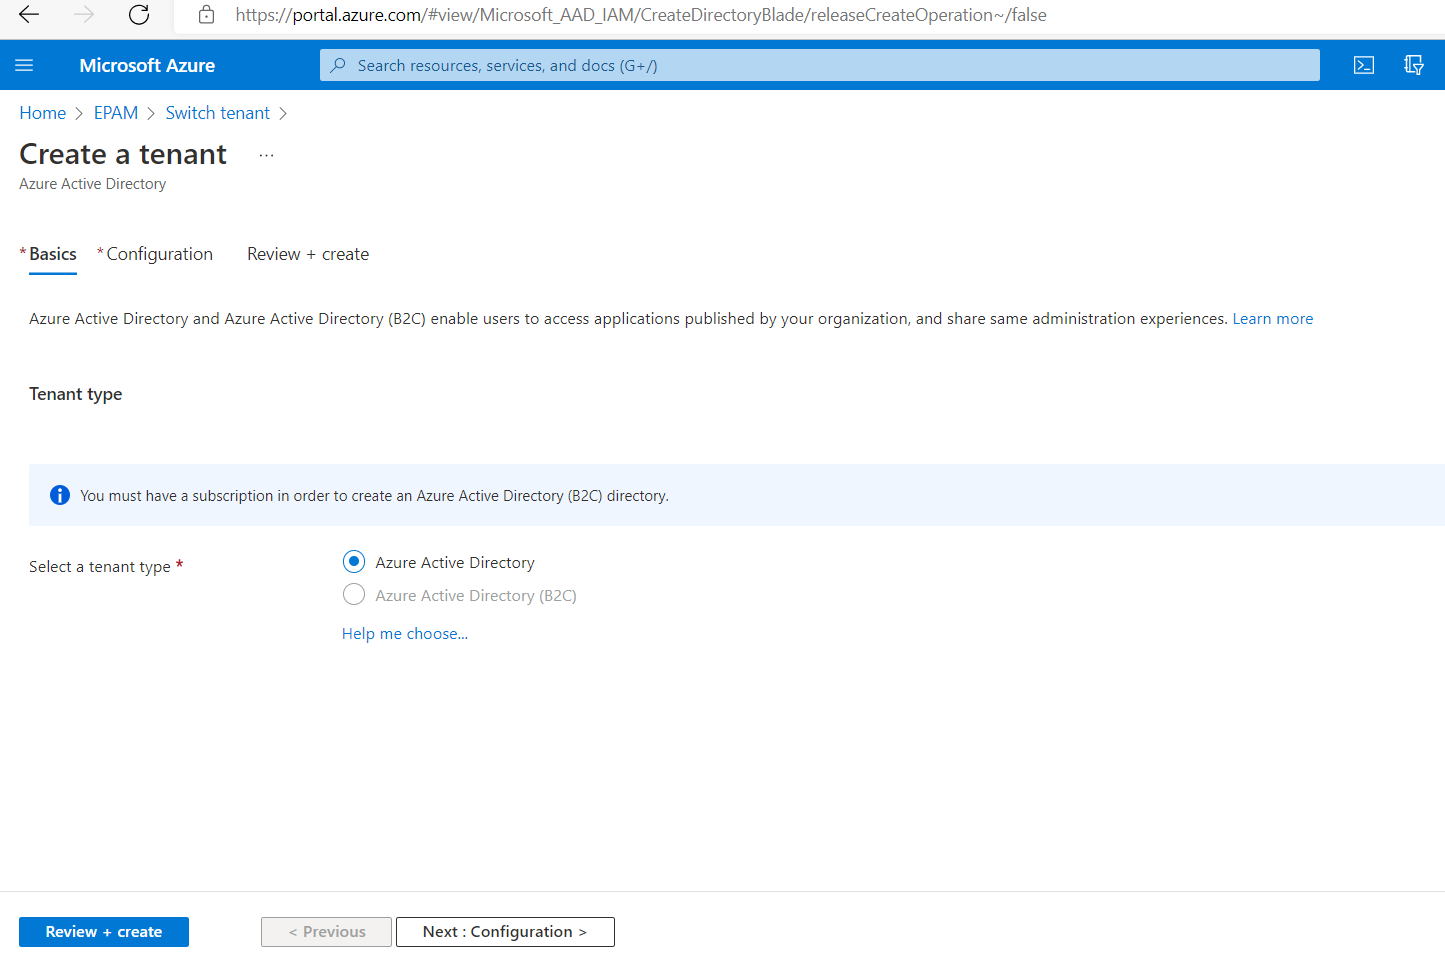 https://portal.azure.com/#view/Microsoft_AAD_IAM/CreateDirectoryBlade/releaseCreateOperation~/false
Microsoft Azure
Search resources, services, and docs (G+/)
Home > EPAM > Switch tenant >
Create a tenant ...
Azure Active Directory
* Basics * Configuration Review + create
Azure Active Directory and Azure Active Directory (B2C) enable users to access applications published by your organization, and share same administration experiences. Learn more
Tenant type
You must have a subscription in order to create an Azure Active Directory (B2C) directory.
Select a tenant type *
Azure Active Directory
Azure Active Directory (B2C)
Help me choose...
Review + create < Previous Next : Configuration >